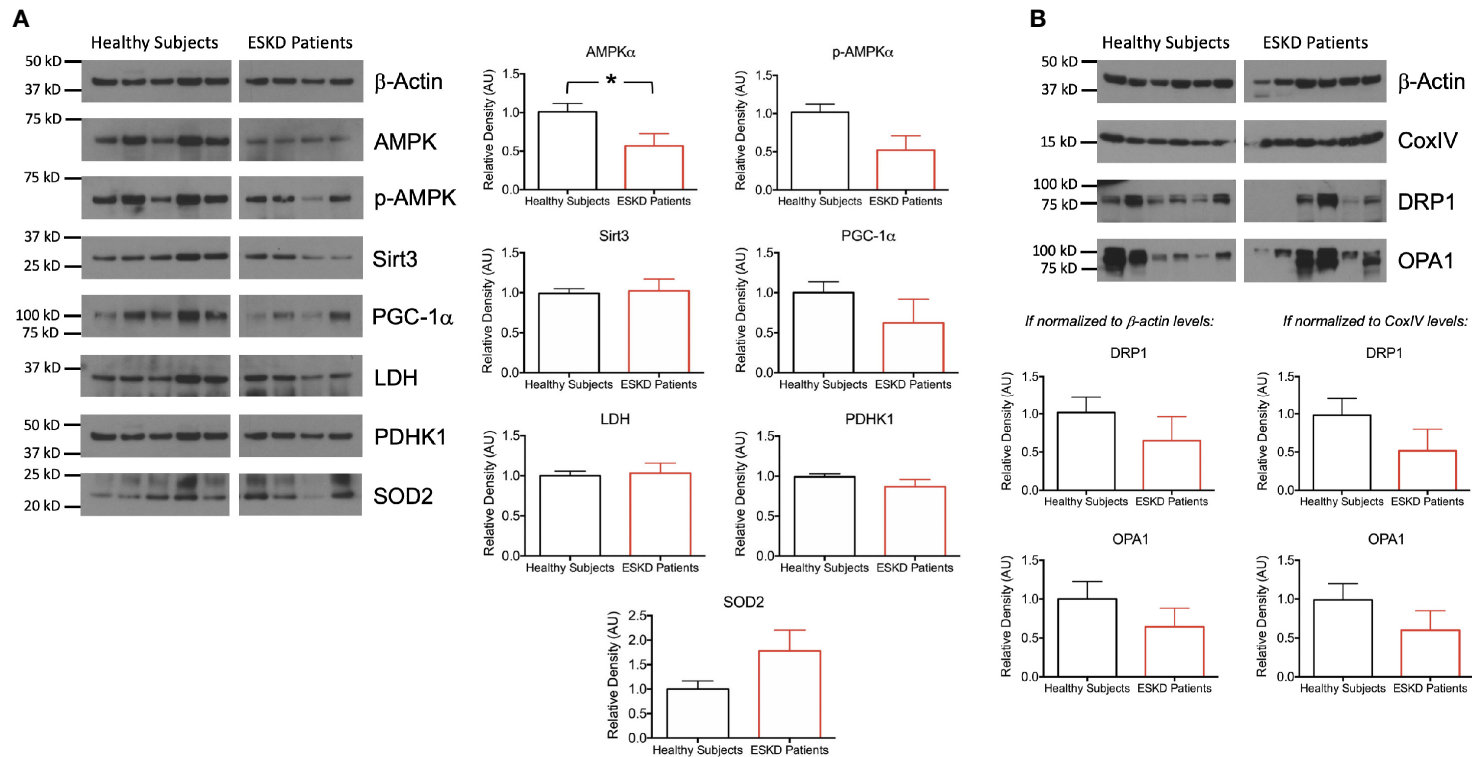 A
Healthy Subjects ESKD Patients
50 kD
37 kD
β-Actin
75 kD
AMPK
75 kD
p-AMPK
37 kD
25 kD
Sirt3
100 kD
75 kD
PGC-1α
37 kD
LDH
50 kD
37 kD
PDHK1
25 kD
20 kD
SOD2
AMPKα
*
Relative Density (AU)
1.5
1.0
0.5
0.0
Healthy Subjects ESKD Patients
p-AMPKα
Relative Density (AU)
1.5
1.0
0.5
0.0
Healthy Subjects ESKD Patients
Sirt3
Relative Density (AU)
1.5
1.0
0.5
0.0
Healthy Subjects ESKD Patients
PGC-1α
Relative Density (AU)
1.5
1.0
0.5
0.0
Healthy Subjects ESKD Patients
LDH
Relative Density (AU)
1.5
1.0
0.5
0.0
Healthy Subjects ESKD Patients
PDHK1
Relative Density (AU)
1.5
1.0
0.5
0.0
Healthy Subjects ESKD Patients
SOD2
Relative Density (AU)
2.5
2.0
1.5
1.0
0.5
0.0
Healthy Subjects ESKD Patients
B
Healthy Subjects ESKD Patients
50 kD
37 kD
β-Actin
15 kD
CoxIV
100 kD
75 kD
DRP1
100 kD
75 kD
OPA1
If normalized to β-actin levels:
If normalized to CoxIV levels:
DRP1
Relative Density (AU)
1.5
1.0
0.5
0.0
Healthy Subjects ESKD Patients
DRP1
Relative Density (AU)
1.5
1.0
0.5
0.0
Healthy Subjects ESKD Patients
OPA1
Relative Density (AU)
1.5
1.0
0.5
0.0
Healthy Subjects ESKD Patients
OPA1
Relative Density (AU)
1.5
1.0
0.5
0.0
Healthy Subjects ESKD Patients